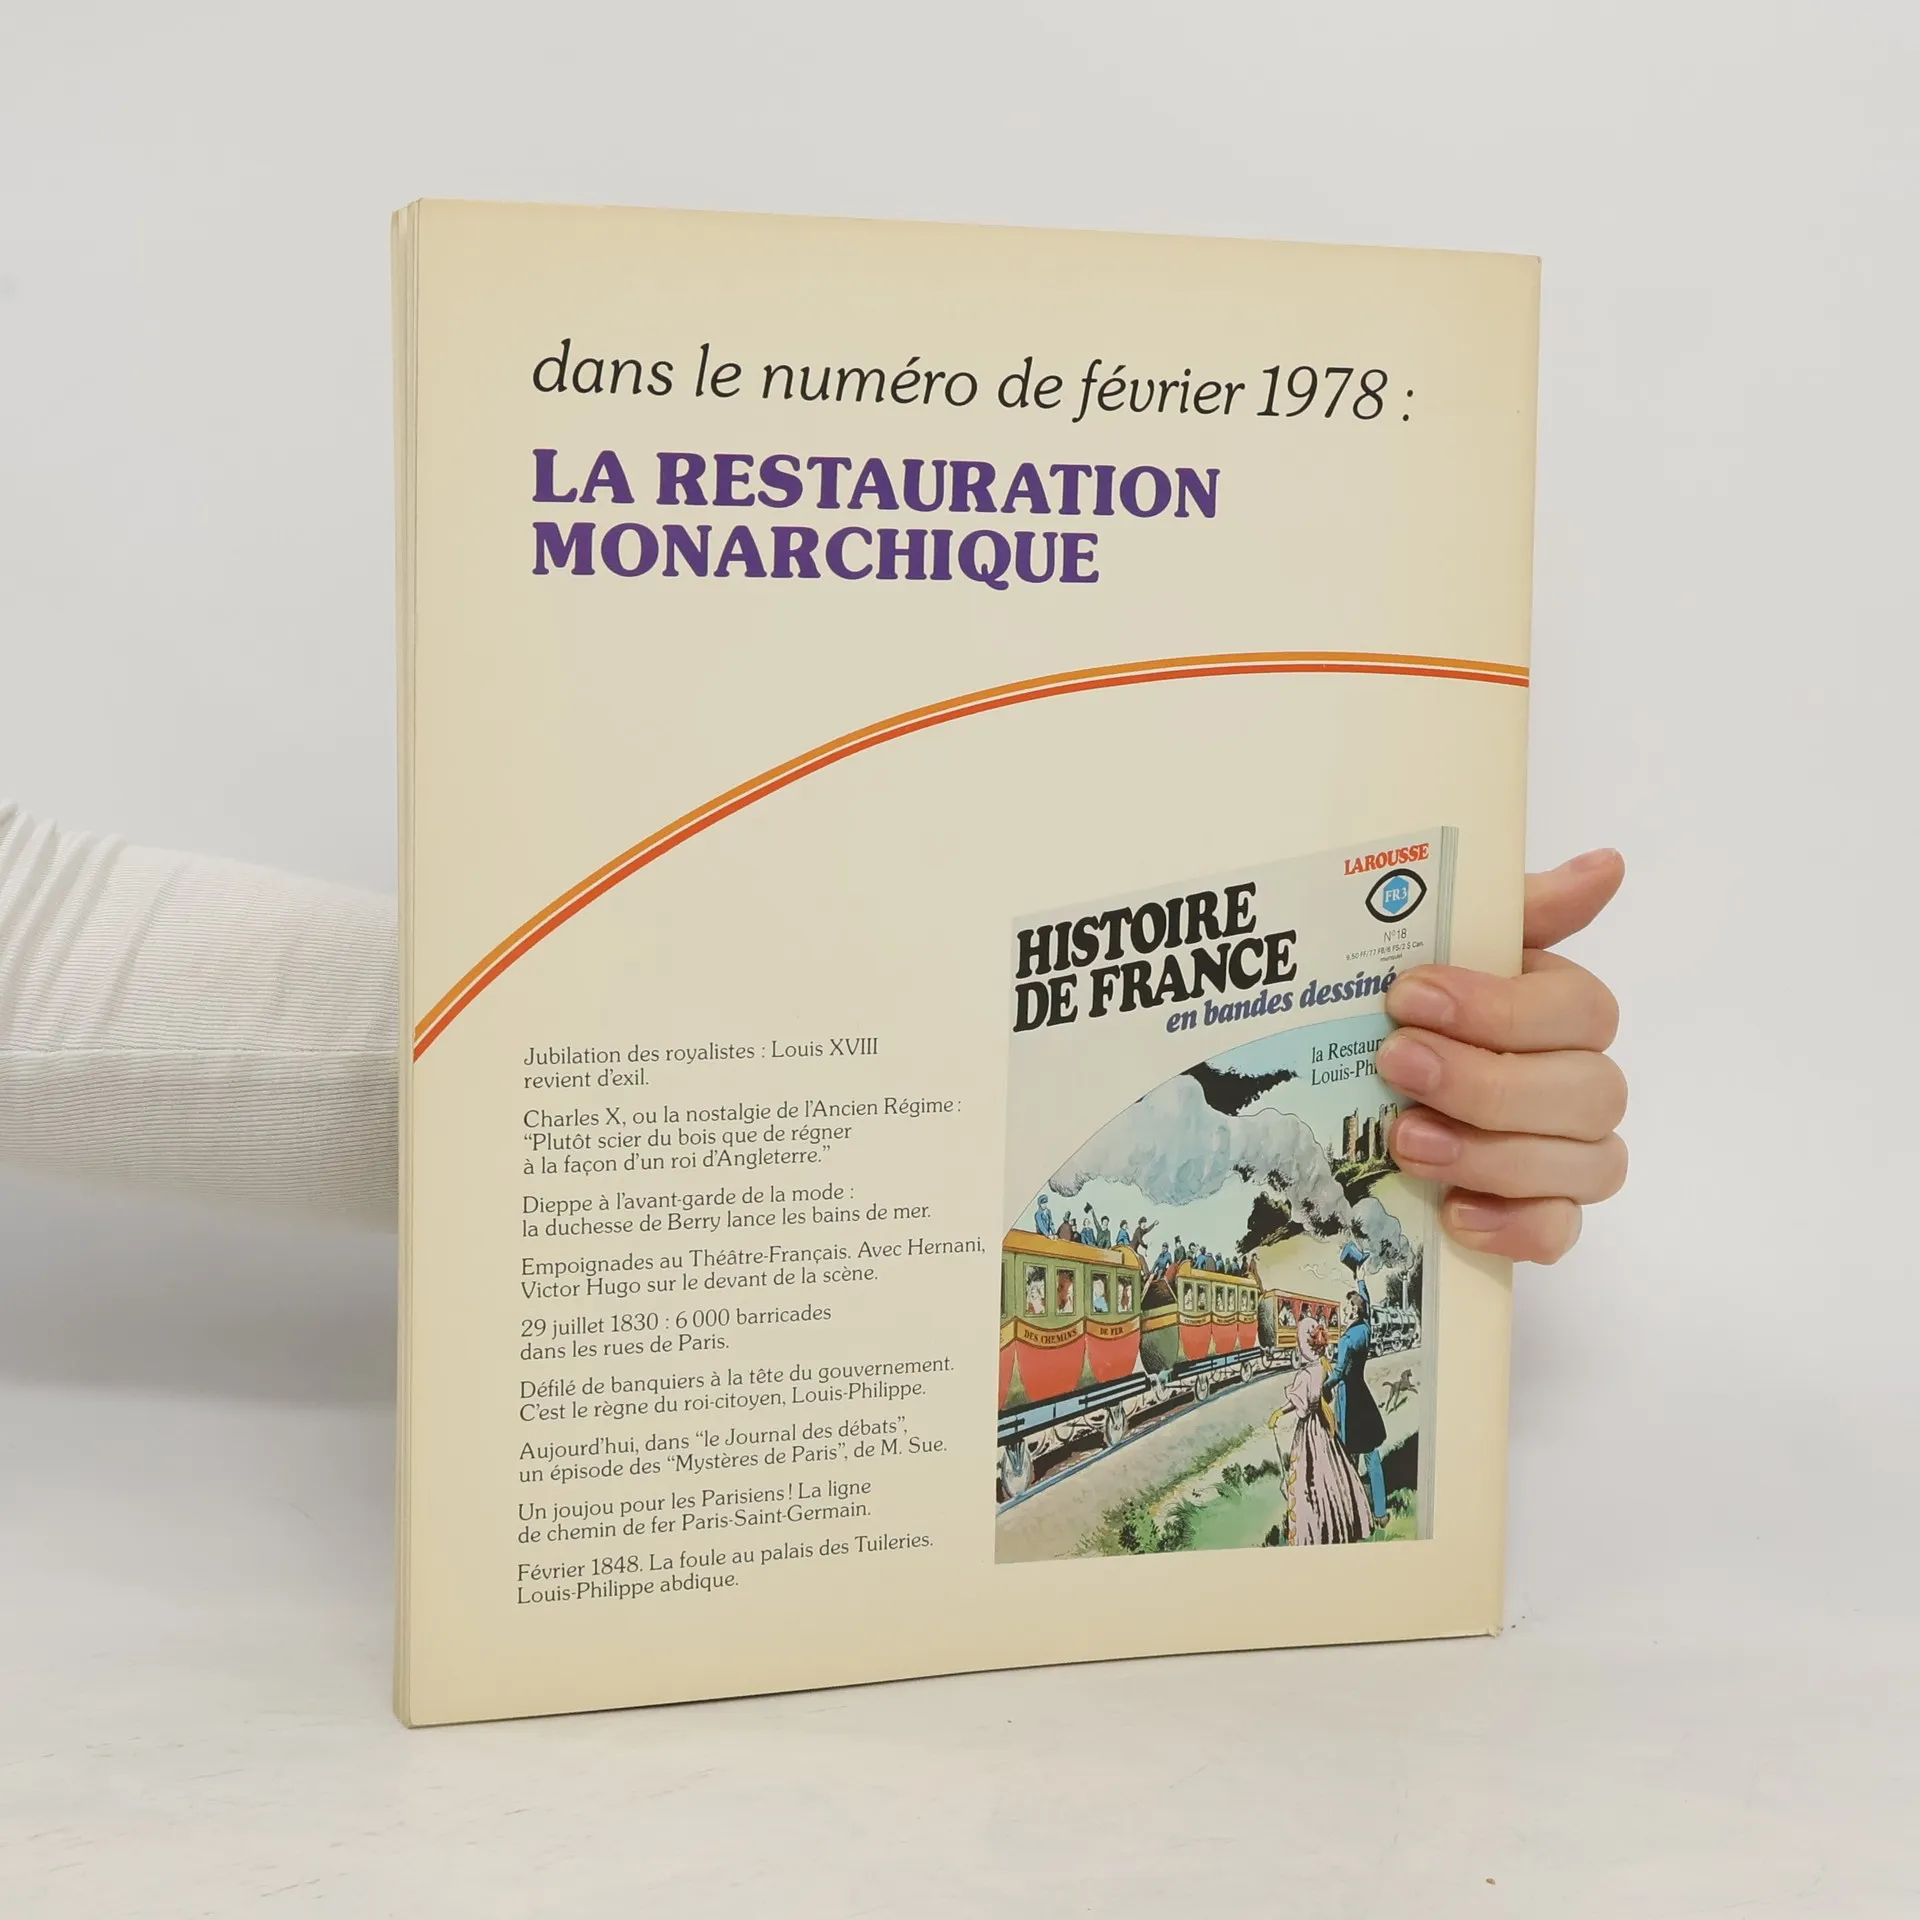 dans le numéro de février 1978 :
LA RESTAURATION
MONARCHIQUE
LAROUSSE
FR3
N°18
mensuel
HISTOIRE
DE FRANCE
en bandes
la
DES CHEMINS DE FER
Jubilation des royalistes : Louis XVIII
revient d'exil.
Charles X, ou la nostalgie de l'Ancien Régime :
“Plutôt scier du bois que de régner
à la façon d'un roi d'Angleterre.”
Dieppe à l'avant-garde de la mode :
la duchesse de Berry lance les bains de mer.
Empoignades au Théâtre-Français. Avec Hernani,
Victor Hugo sur le devant de la scène.
29 juillet 1830 : 6 000 barricades
dans les rues de Paris.
Défilé de banquiers à la tête du gouvernement.
C'est le règne du roi-citoyen, Louis-Philippe.
Aujourd'hui, dans “le Journal des débats”,
un épisode des “Mystères de Paris”, de M. Sue.
Un joujou pour les Parisiens ! La ligne
de chemin de fer Paris-Saint-Germain.
Février 1848. La foule au palais des Tuileries.
Louis-Philippe abdique.